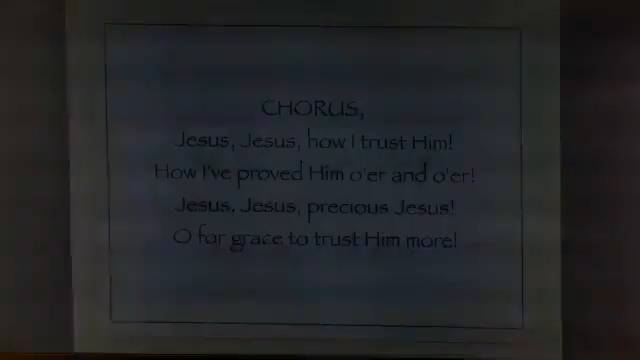 CHORUS,
Jesus, Jesus, how I trust Him!
How I've proved Him o'er and o'er!
Jesus, Jesus, precious Jesus!
O for grace to trust Him more!